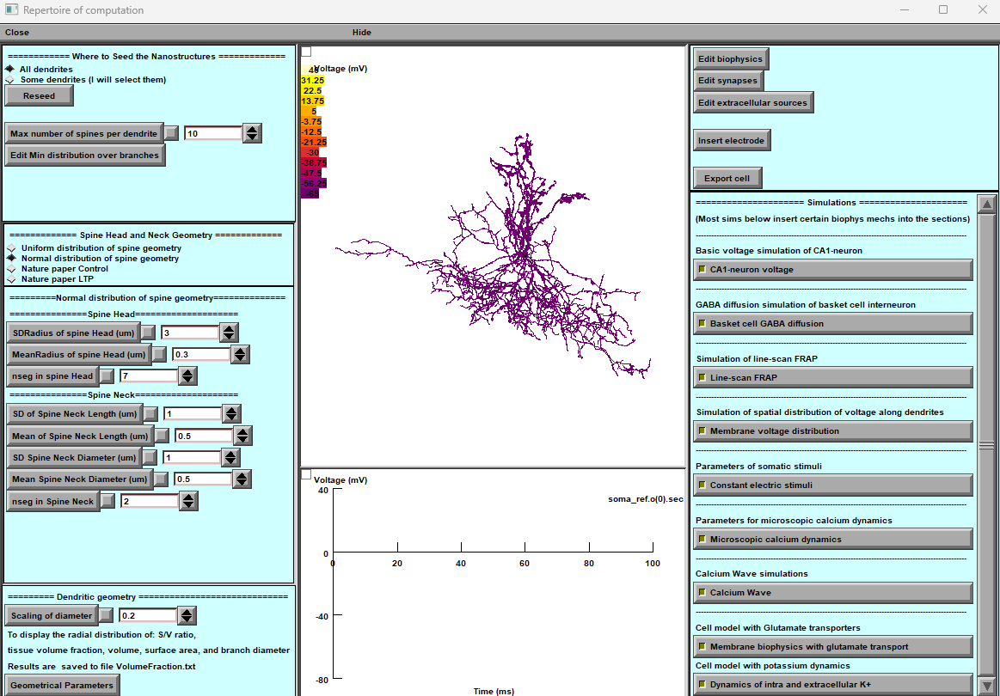 Repertoire of computation
Close
Hide
============ Where to Seed the Nanostructures =============
All dendrites
Some dendrites (I will select them)
Reseed
Max number of spines per dendrite
10
Edit Min distribution over branches
============= Spine Head and Neck Geometry =============
Uniform distribution of spine geometry
Normal distribution of spine geometry
Nature paper Control
Nature paper LTP
=========Normal distribution of spine geometry==============
===============Spine Head====================
SDRadius of spine Head (um)
3
MeanRadius of spine Head (um)
0.3
nseg in spine Head
7
===============Spine Neck====================
SD of Spine Neck Length (um)
1
Mean of Spine Neck Length (um)
0.5
SD Spine Neck Diameter (um)
1
Mean Spine Neck Diameter (um)
0.5
nseg in Spine Neck
2
========= Dendritic geometry =============================
Scaling of diameter
0.2
To display the radial distribution of: S/V ratio,
tissue volume fraction, volume, surface area, and branch diameter
Results are saved to file VolumeFraction.txt
Geometrical Parameters
Voltage (mV)
31.25
22.5
13.75
5
-3.75
-12.5
-21.25
-30
-38.75
-47.5
-56.25
-65
Voltage (mV)
soma_ref.o(0).sec
40
0
-40
-80
0
20
40
60
80
100
Time (ms)
Edit biophysics
Edit synapses
Edit extracellular sources
Insert electrode
Export cell
===================== Simulations =====================
(Most sims below insert certain biophys mechs into the sections)
Basic voltage simulation of CA1-neuron
CA1-neuron voltage
GABA diffusion simulation of basket cell interneuron
Basket cell GABA diffusion
Simulation of line-scan FRAP
Line-scan FRAP
Simulation of spatial distribution of voltage along dendrites
Membrane voltage distribution
Parameters of somatic stimuli
Constant electric stimuli
Parameters for microscopic calcium dynamics
Microscopic calcium dynamics
Calcium Wave simulations
Calcium Wave
Cell model with Glutamate transporters
Membrane biophysics with glutamate transport
Cell model with potassium dynamics
Dynamics of intra and extracellular K+